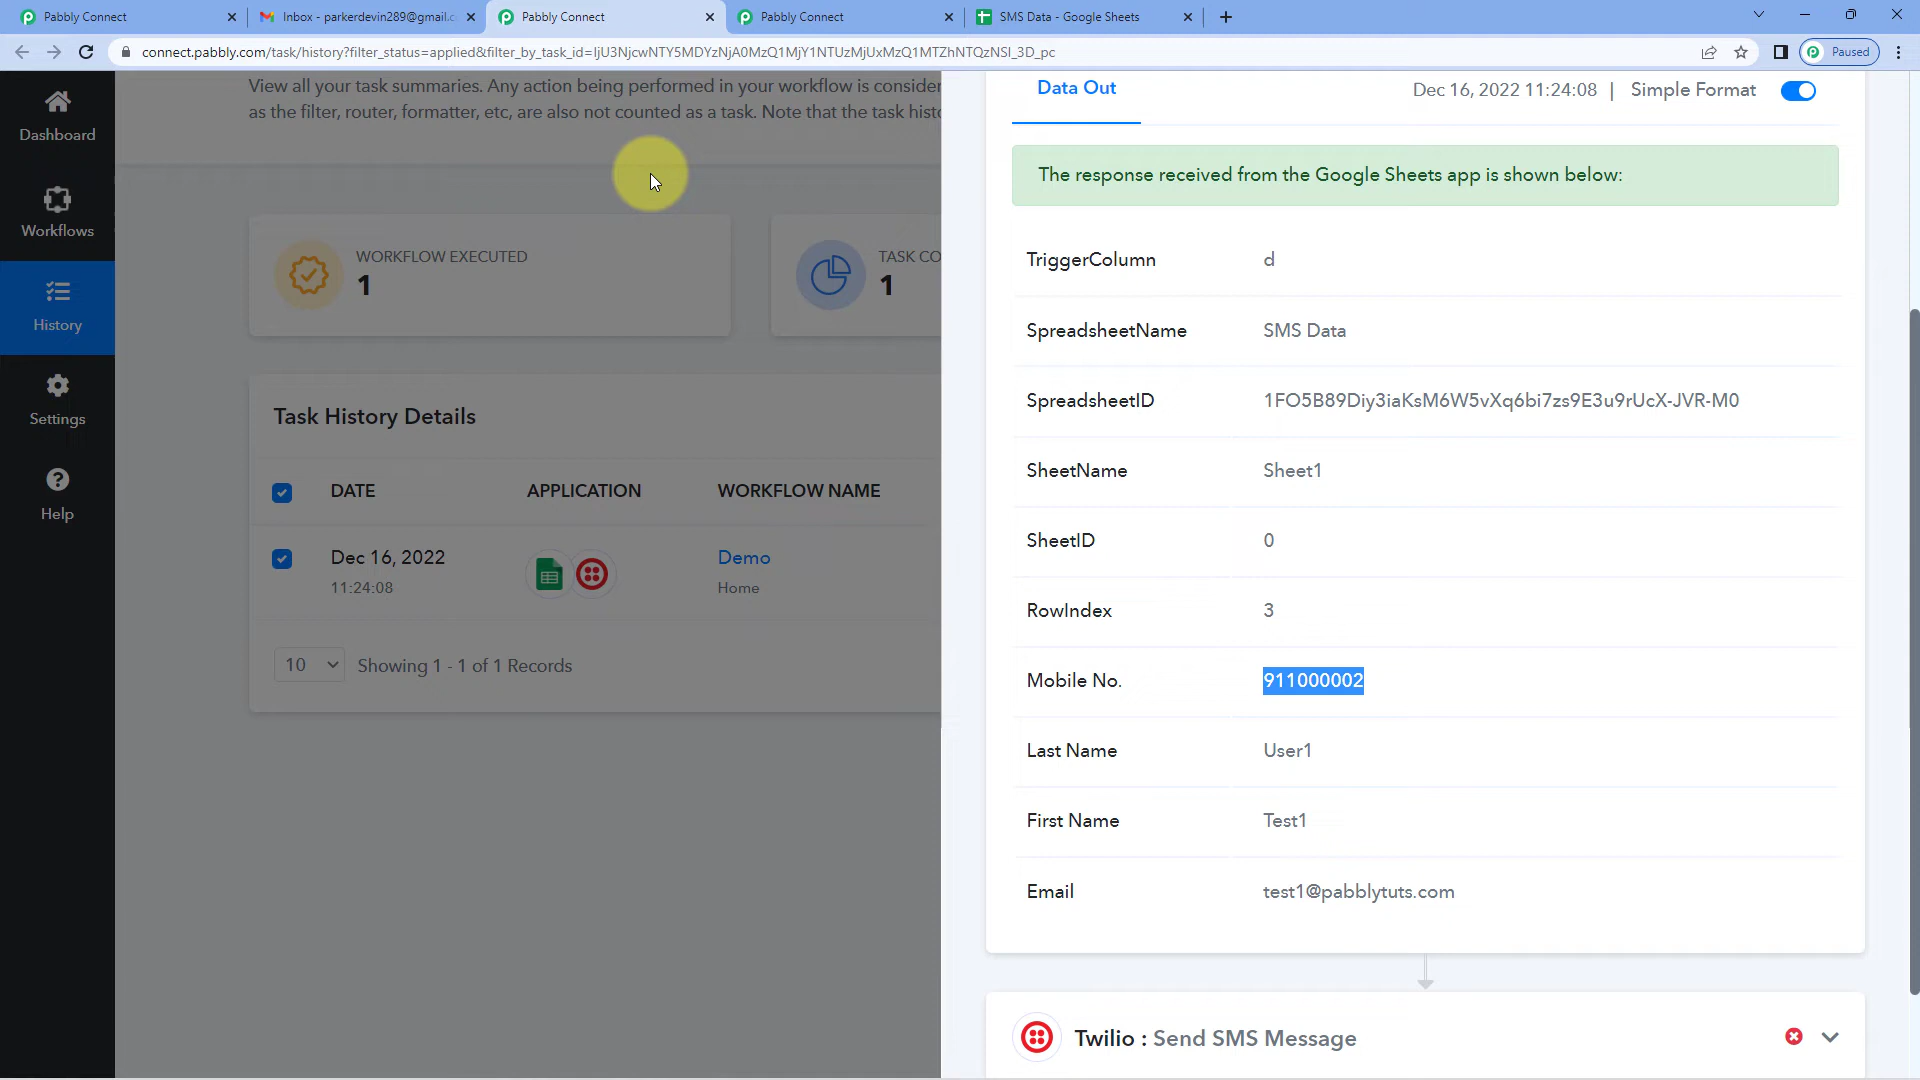 Pabbly Connect
Inbox - parkerdevin289@gmail.c
Pabbly Connect
Pabbly Connect
SMS Data - Google Sheets
connect.pabbly.com/task/history?filter_status=applied&filter_by_task_id=IjU3NjcwNTY5MDYzNjA0MzQ1MjY1NTUzMjUxMzQ1MTZhNTQzNSI_3D_pc
Paused
Dashboard
Workflows
History
Settings
Help
View all your task summaries. Any action being performed in your workflow is consider
as the filter, router, formatter, etc, are also not counted as a task. Note that the task histo
WORKFLOW EXECUTED
1
TASK CO
1
Task History Details
DATE APPLICATION WORKFLOW NAME
Dec 16, 2022
11:24:08
Demo
Home
10 Showing 1 - 1 of 1 Records
Data Out
Dec 16, 2022 11:24:08 | Simple Format
The response received from the Google Sheets app is shown below:
TriggerColumn d
SpreadsheetName SMS Data
SpreadsheetID 1FO5B89Diy3iaKsM6W5vXq6bi7zs9E3u9rUcX-JVR-M0
SheetName Sheet1
SheetID 0
RowIndex 3
Mobile No. 911000002
Last Name User1
First Name Test1
Email test1@pabblytuts.com
Twilio : Send SMS Message